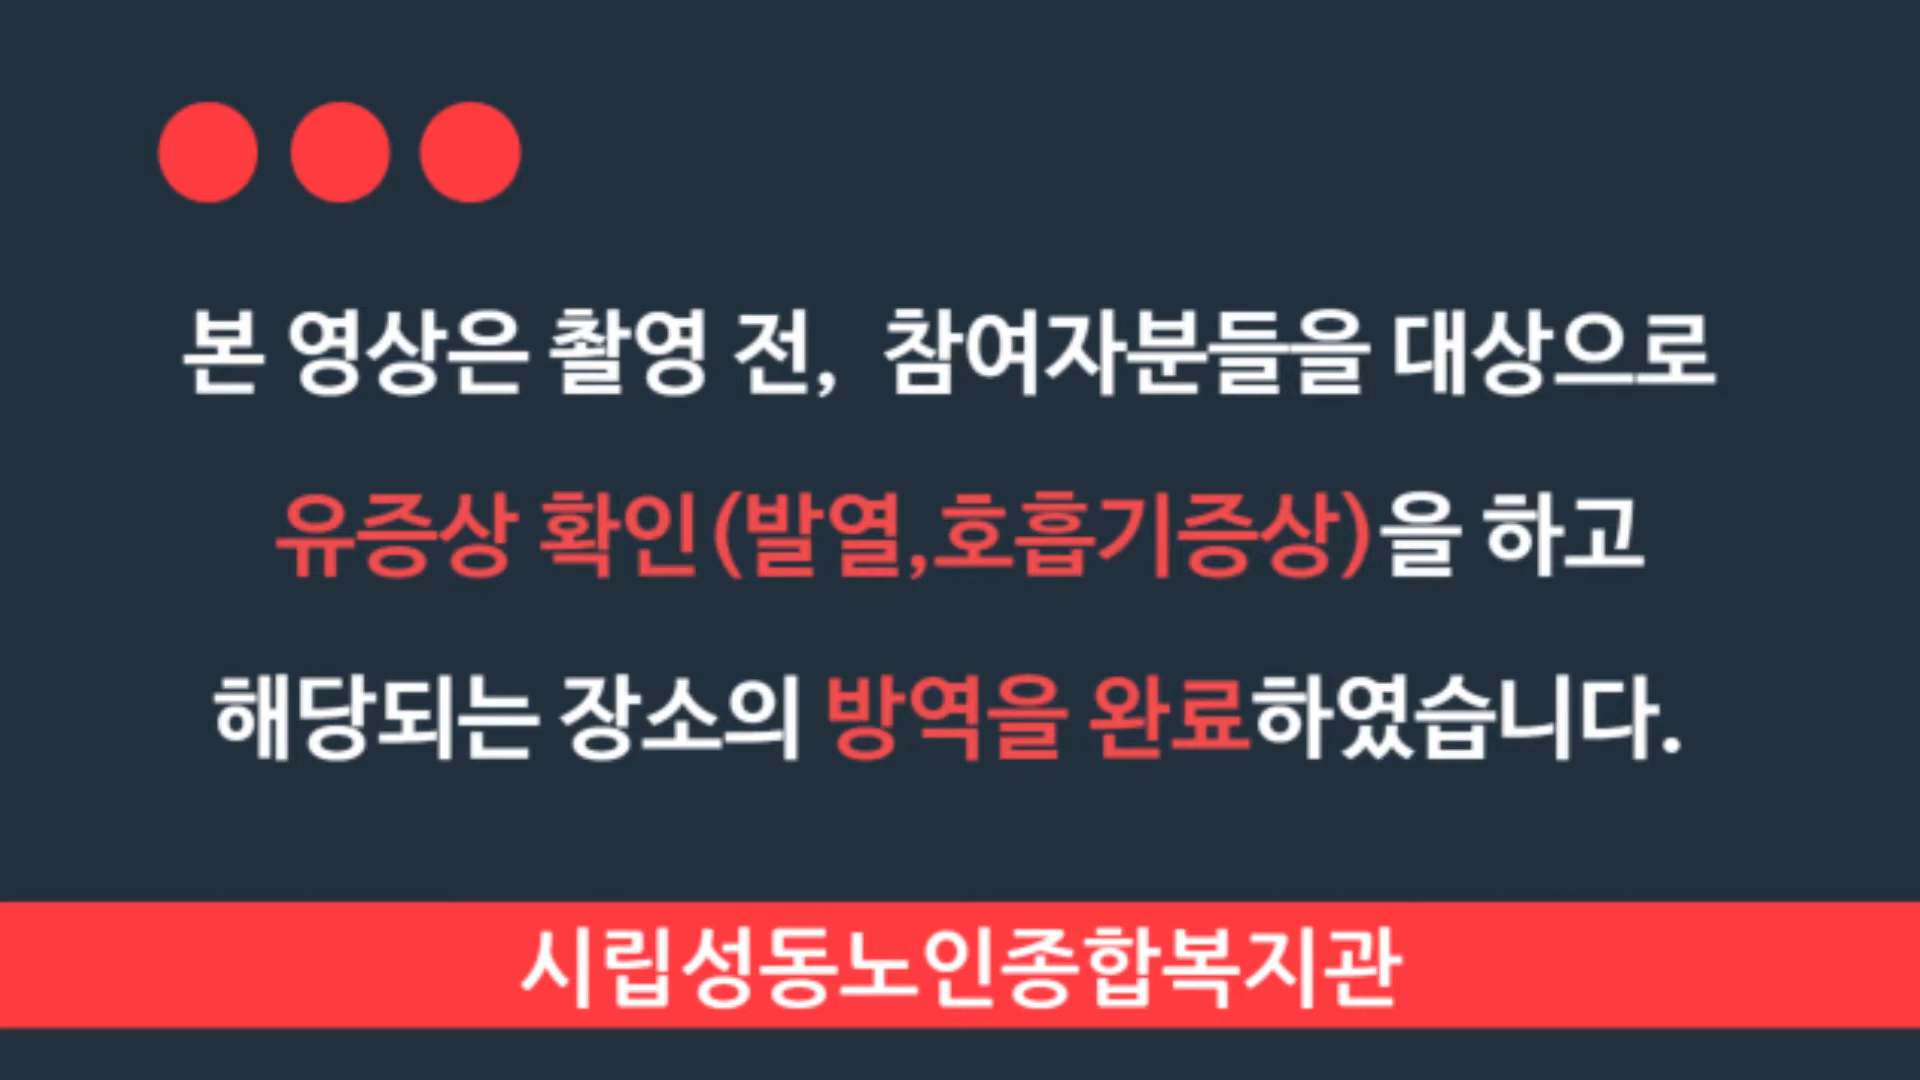 본 영상은 촬영 전, 참여자분들을 대상으로
유증상 확인(발열,호흡기증상)을 하고
해당되는 장소의 방역을 완료하였습니다.
시립성동노인종합복지관